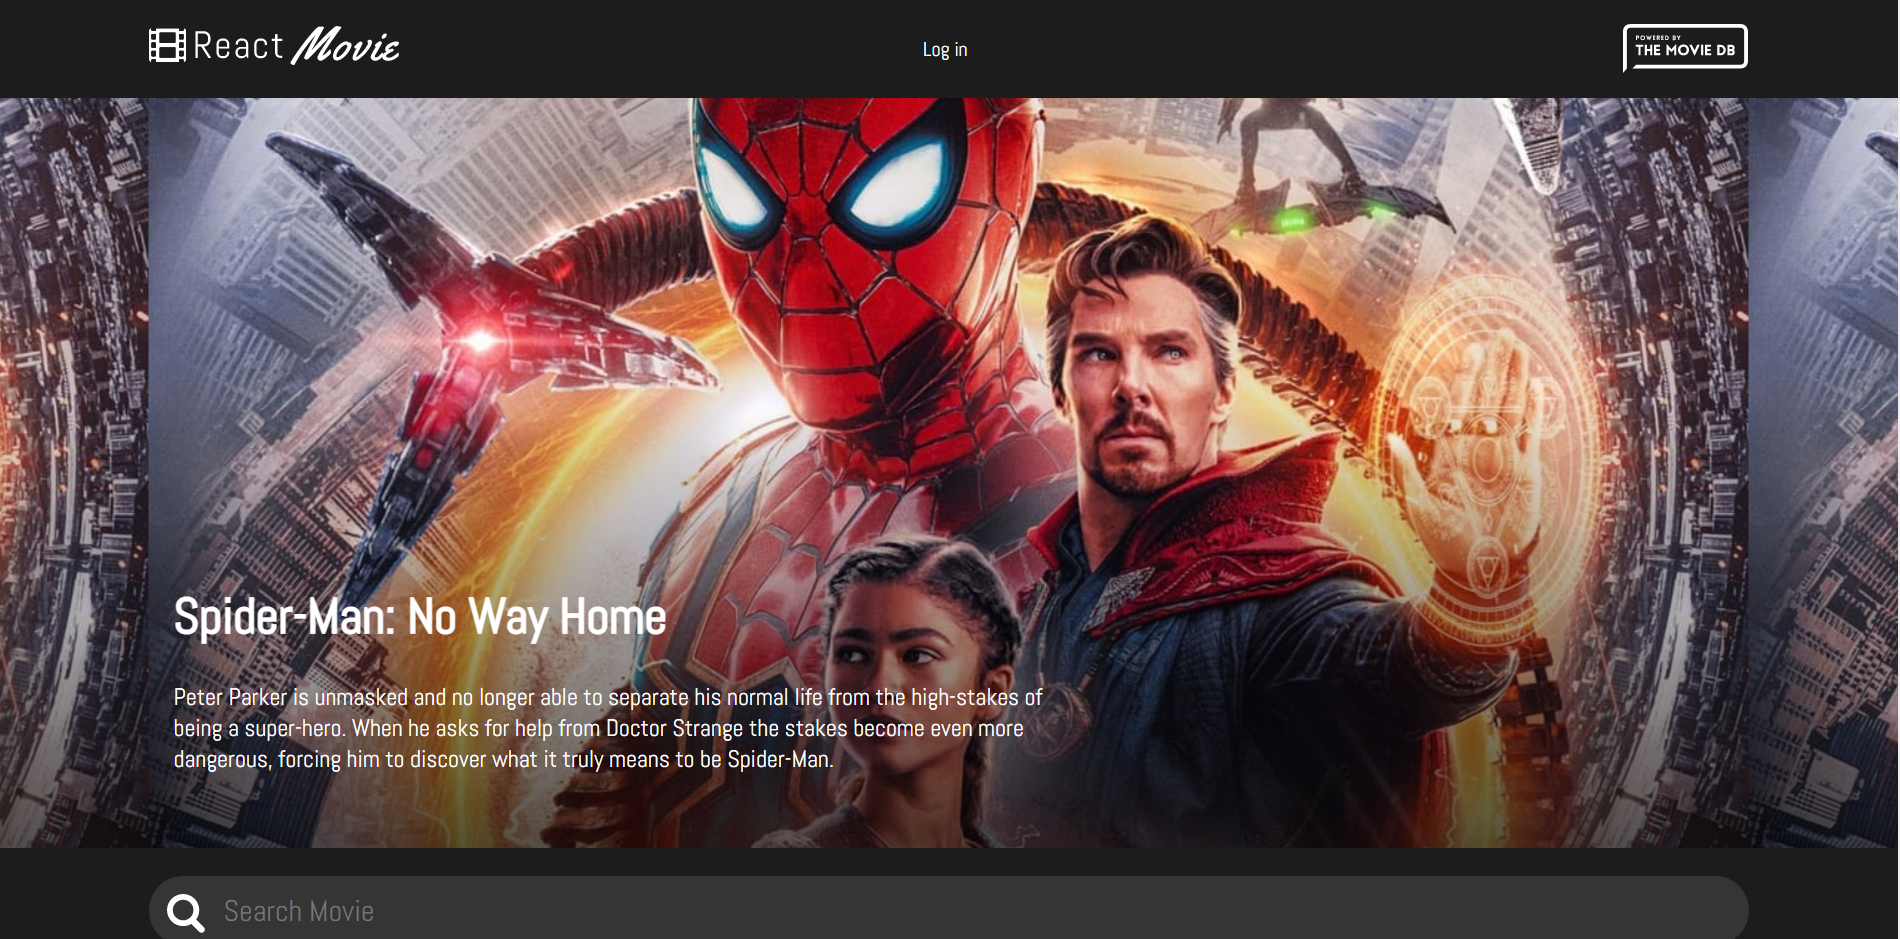 React Movie
Log in
POWERED BY
THE MOVIE DB
Spider-Man: No Way Home
Peter Parker is unmasked and no longer able to separate his normal life from the high-stakes of
being a super-hero. When he asks for help from Doctor Strange the stakes become even more
dangerous, forcing him to discover what it truly means to be Spider-Man.
Search Movie